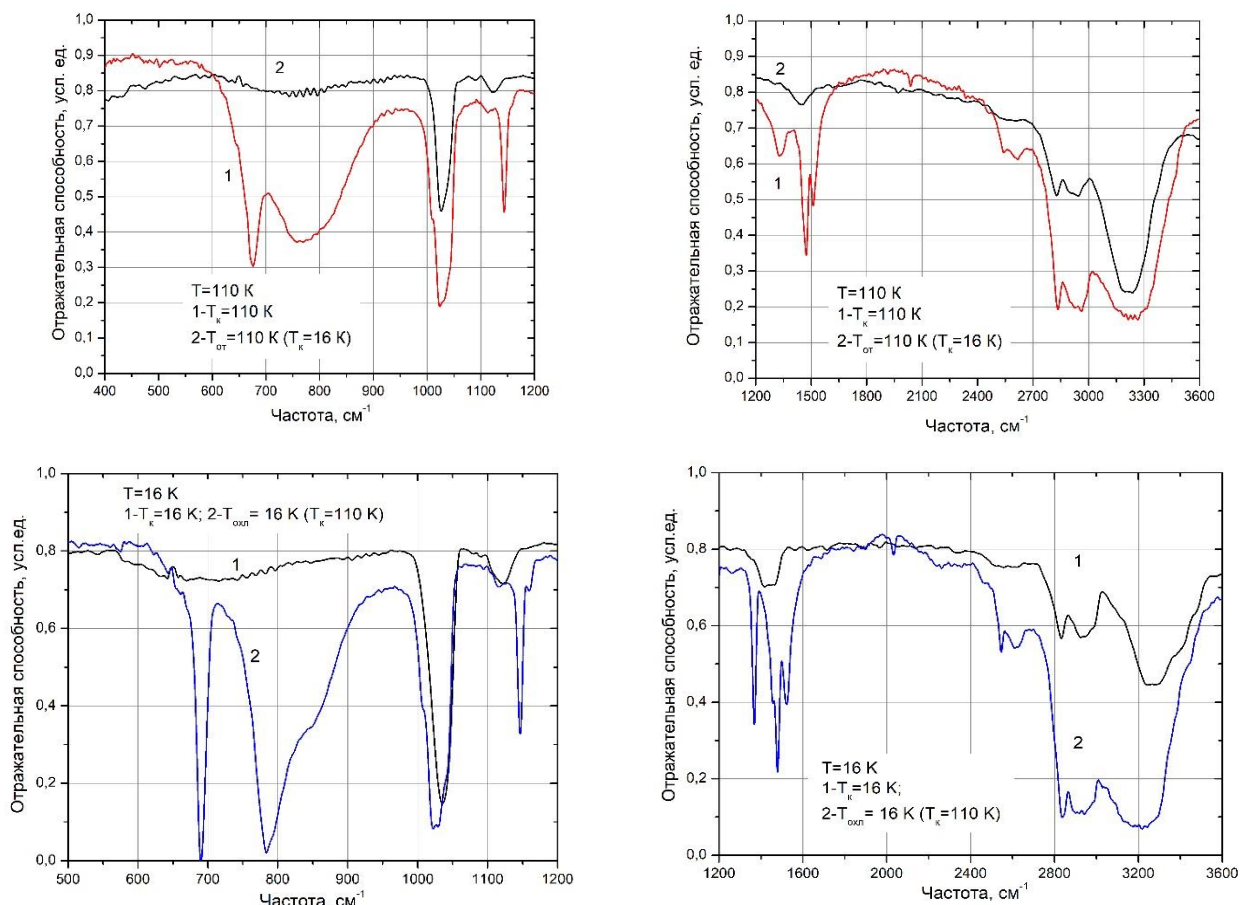 1,0
0,9
0,8
0,7
0,6
0,5
0,4
0,3
0,2
0,1
0,0
Отражательная способность, усл. ед.
2
1
T=110 К
1-Tк=110 К
2-Tот=110 К (Tк=16 К)
400 500 600 700 800 900 1000 1100 1200
Частота, см-1
1,0
0,9
0,8
0,7
0,6
0,5
0,4
0,3
0,2
0,1
0,0
Отражательная способность, усл. ед.
2
1
T=110 К
1-Tк=110 К
2-Tот=110 К (Tк=16 К)
1200 1500 1800 2100 2400 2700 3000 3300 3600
Частота, см-1
1,0
0,8
0,6
0,4
0,2
0,0
Отражательная способность, усл.ед.
T=16 K
1-Tк=16 K; 2-Tохл= 16 K (Tк=110 K)
1
2
500 600 700 800 900 1000 1100 1200
Частота, см-1
1,0
0,8
0,6
0,4
0,2
0,0
Отражательная способность, усл.ед.
1
2
T=16 K
1-Tк=16 K;
2-Tохл= 16 K (Tк=110 K)
1200 1600 2000 2400 2800 3200 3600
Частота, см-1